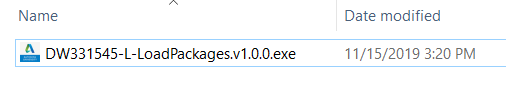 Name Date modified
DW331545-L-LoadPackages.v1.0.0.exe 11/15/2019 3:20 PM